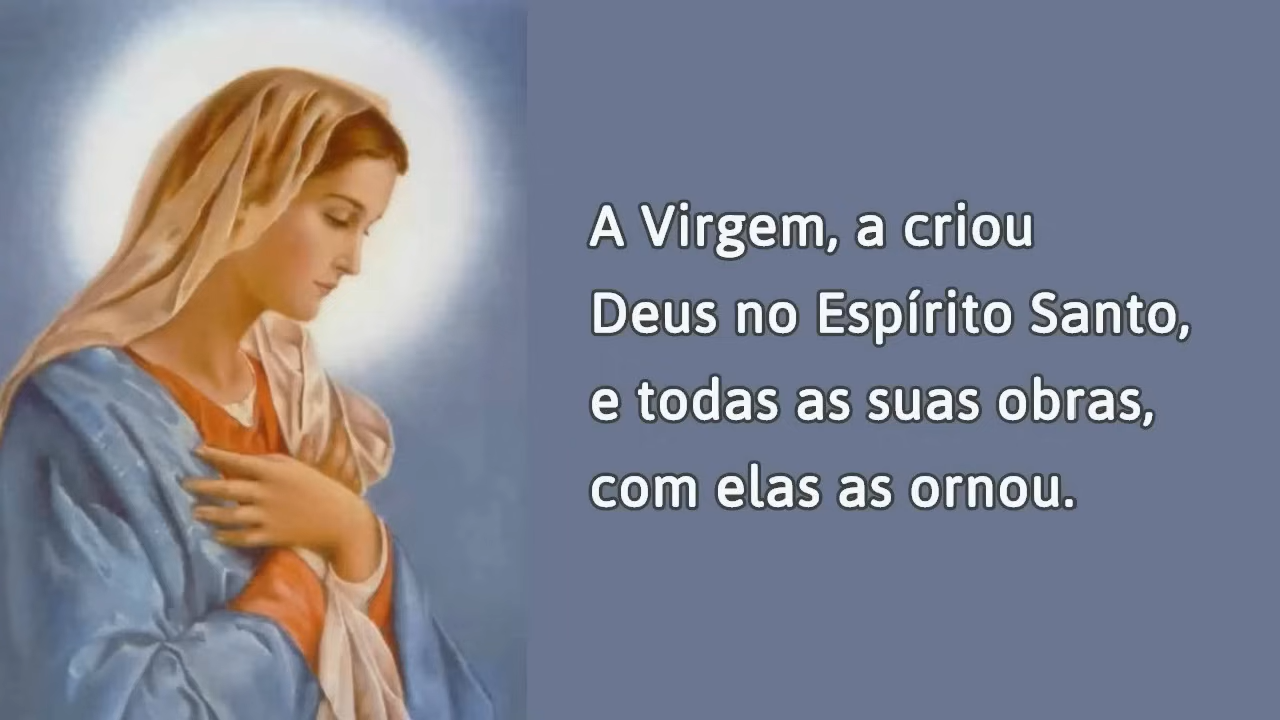 A Virgem, a criou
Deus no Espírito Santo,
e todas as suas obras,
com elas as ornou.